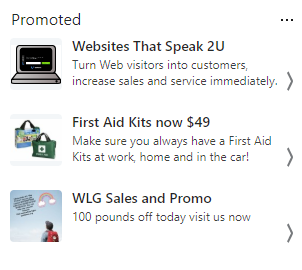 Promoted
Websites That Speak 2U
Turn Web visitors into customers,
increase sales and service immediately.
First Aid Kits now $49
Make sure you always have a First Aid
Kits at work, home and in the car!
WLG Sales and Promo
100 pounds off today visit us now